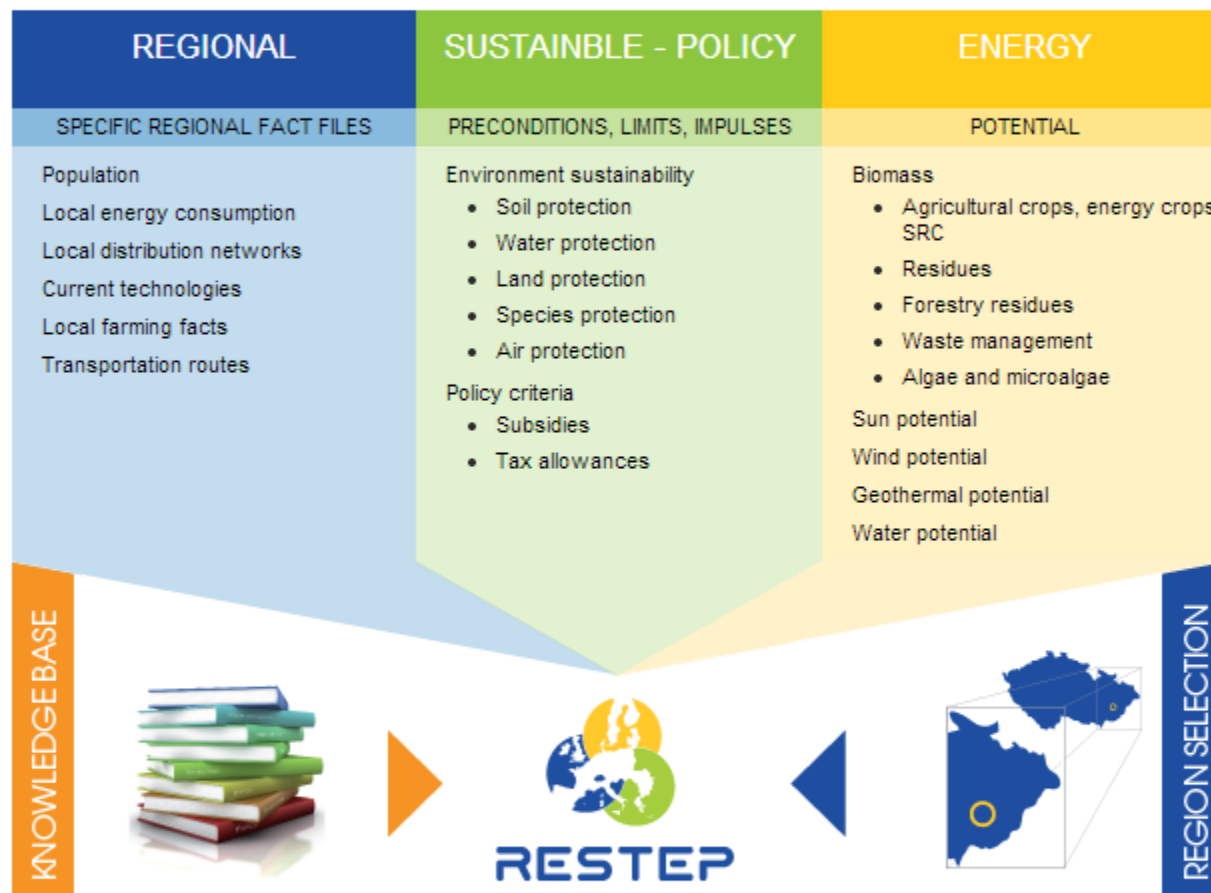 REGIONAL
SUSTAINBLE - POLICY
ENERGY
SPECIFIC REGIONAL FACT FILES
PRECONDITIONS, LIMITS, IMPULSES
POTENTIAL
Population
Local energy consumption
Local distribution networks
Current technologies
Local farming facts
Transportation routes
Environment sustainability
• Soil protection
• Water protection
• Land protection
• Species protection
• Air protection
Policy criteria
• Subsidies
• Tax allowances
Biomass
• Agricultural crops, energy crops
SRC
• Residues
• Forestry residues
• Waste management
• Algae and microalgae
Sun potential
Wind potential
Geothermal potential
Water potential
KNOWLEDGE BASE
RESTEP
REGION SELECTION